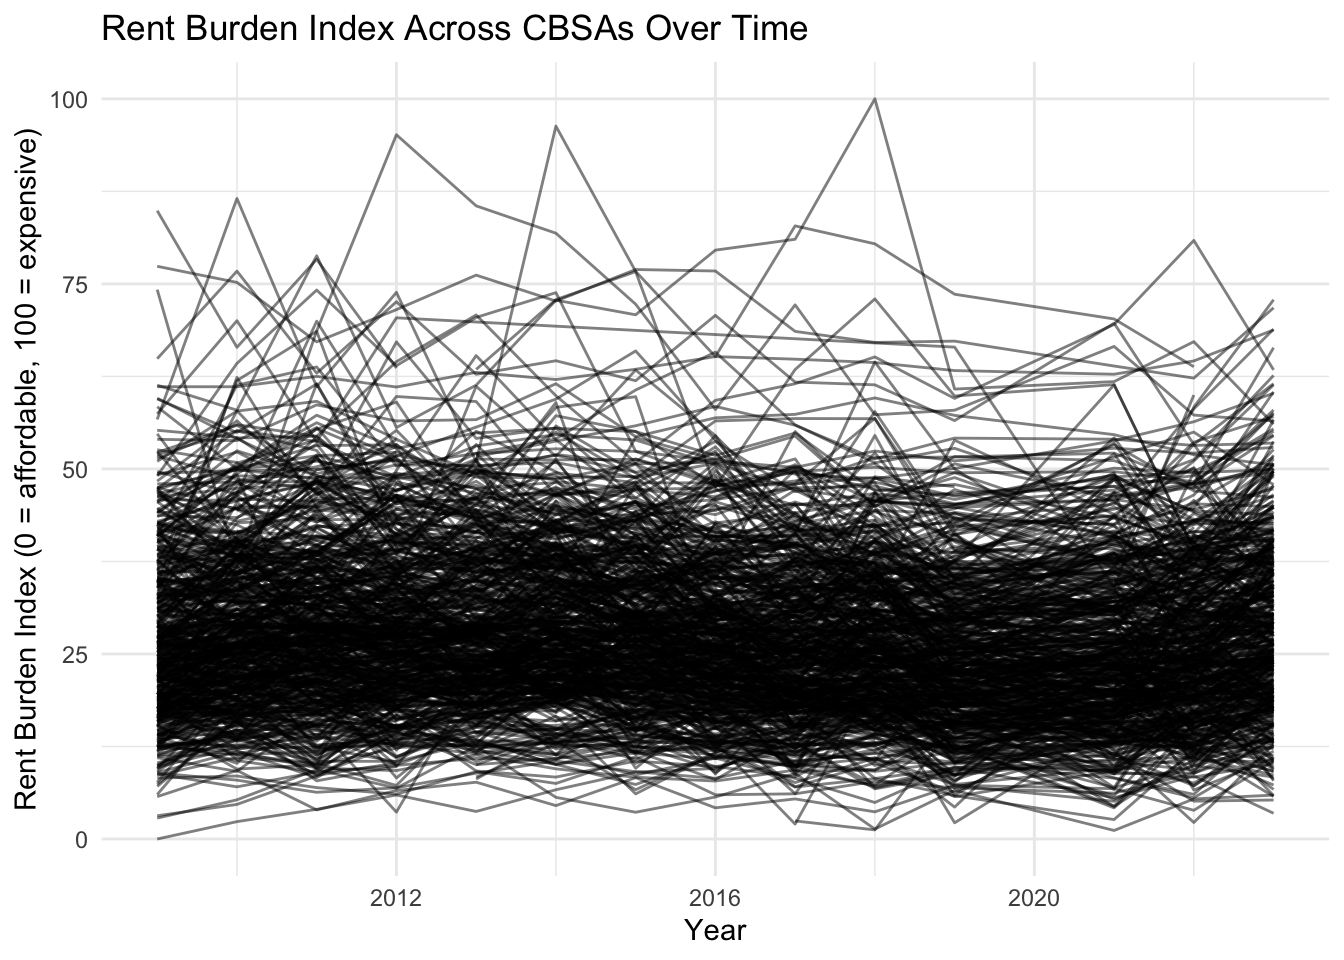 Rent Burden Index Across CBSAs Over Time
Rent Burden Index (0 = affordable, 100 = expensive)
100
75
50
25
0
2012
2016
2020
Year